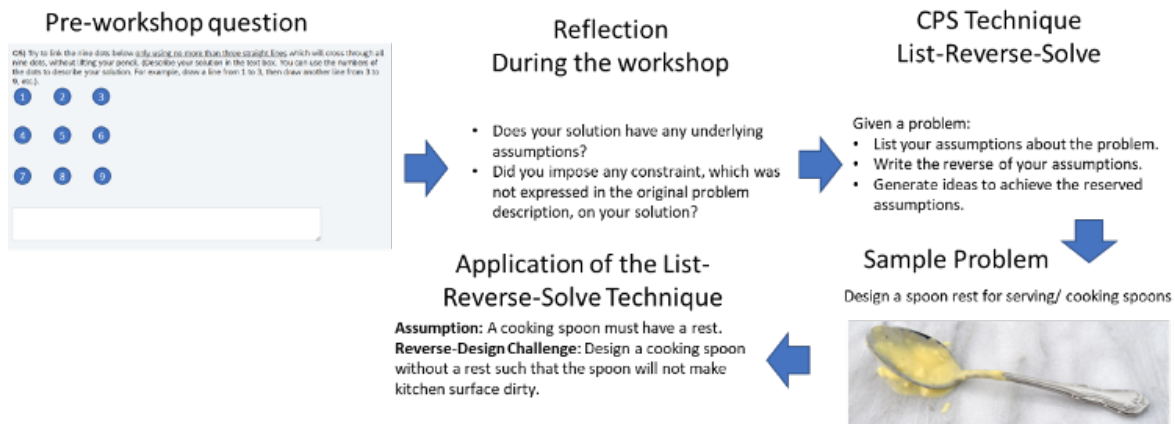 Pre-workshop question
Q5) Try to link the nine dots below only using no more than three straight lines which will cross through all
nine dots, without lifting your pencil. (Describe your solution in the text box. You can use the numbers of
the dots to describe your solution. For example, draw a line from 1 to 3, then draw another line from 3 to
9, etc.).
1 2 3
4 5 6
7 8 9
Reflection
During the workshop
• Does your solution have any underlying
assumptions?
• Did you impose any constraint, which was
not expressed in the original problem
description, on your solution?
CPS Technique
List-Reverse-Solve
Given a problem:
• List your assumptions about the problem.
• Write the reverse of your assumptions.
• Generate ideas to achieve the reserved
assumptions.
Sample Problem
Design a spoon rest for serving/ cooking spoons
Application of the List-
Reverse-Solve Technique
Assumption: A cooking spoon must have a rest.
Reverse-Design Challenge: Design a cooking spoon
without a rest such that the spoon will not make
kitchen surface dirty.